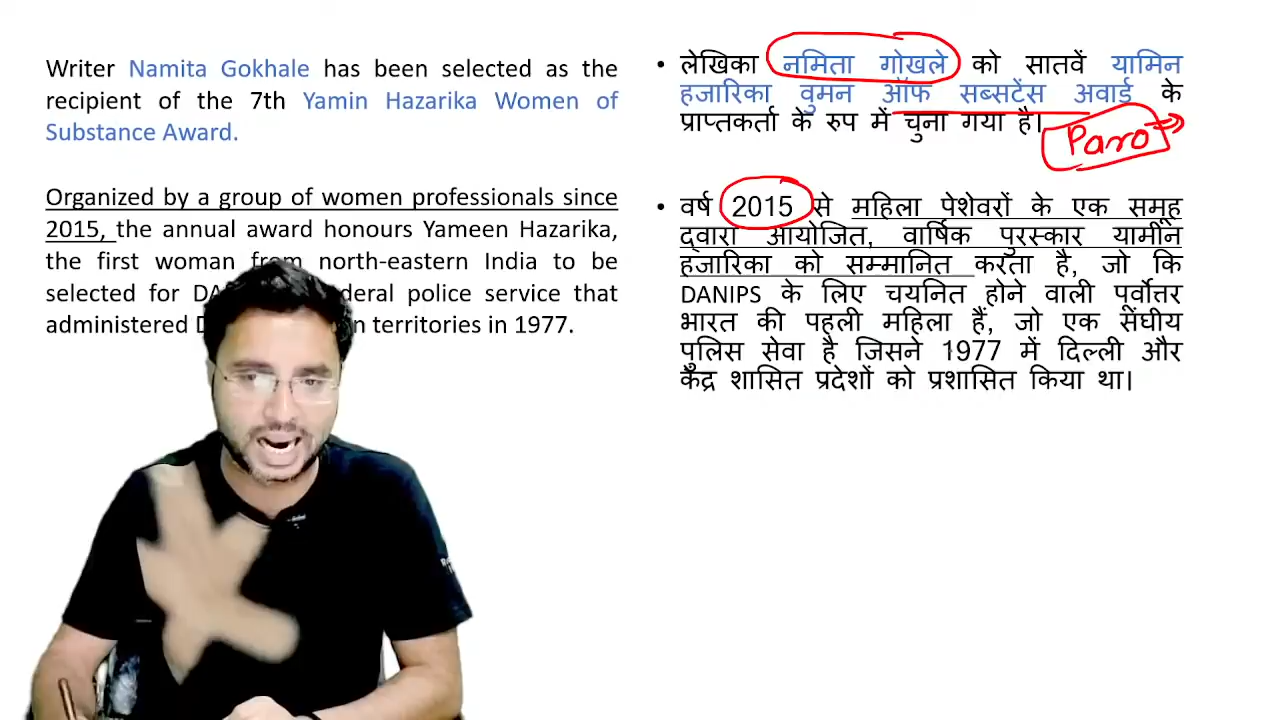 Writer Namita Gokhale has been selected as the
recipient of the 7th Yamin Hazarika Women of
Substance Award.
Organized by a group of women professionals since
2015, the annual award honours Yameen Hazarika,
the first woman from north-eastern India to be
selected for federal police service that
administered territories in 1977.
• लेखिका नमिता गोखले को सातवें यामिन
हजारिका वुमन ऑफ सब्सटेंस अवार्ड के
प्राप्तकर्ता के रुप में चुना गया है।
Paro
• वर्ष 2015 से महिला पेशेवरों के एक समूह
द्वारा आयोजित, वार्षिक पुरस्कार यामीन
हजारिका को सम्मानित करता है, जो कि
DANIPS के लिए चयनित होने वाली पूर्वोत्तर
भारत की पहली महिला हैं, जो एक संघीय
पुलिस सेवा है जिसने 1977 में दिल्ली और
केंद्र शासित प्रदेशों को प्रशासित किया था।